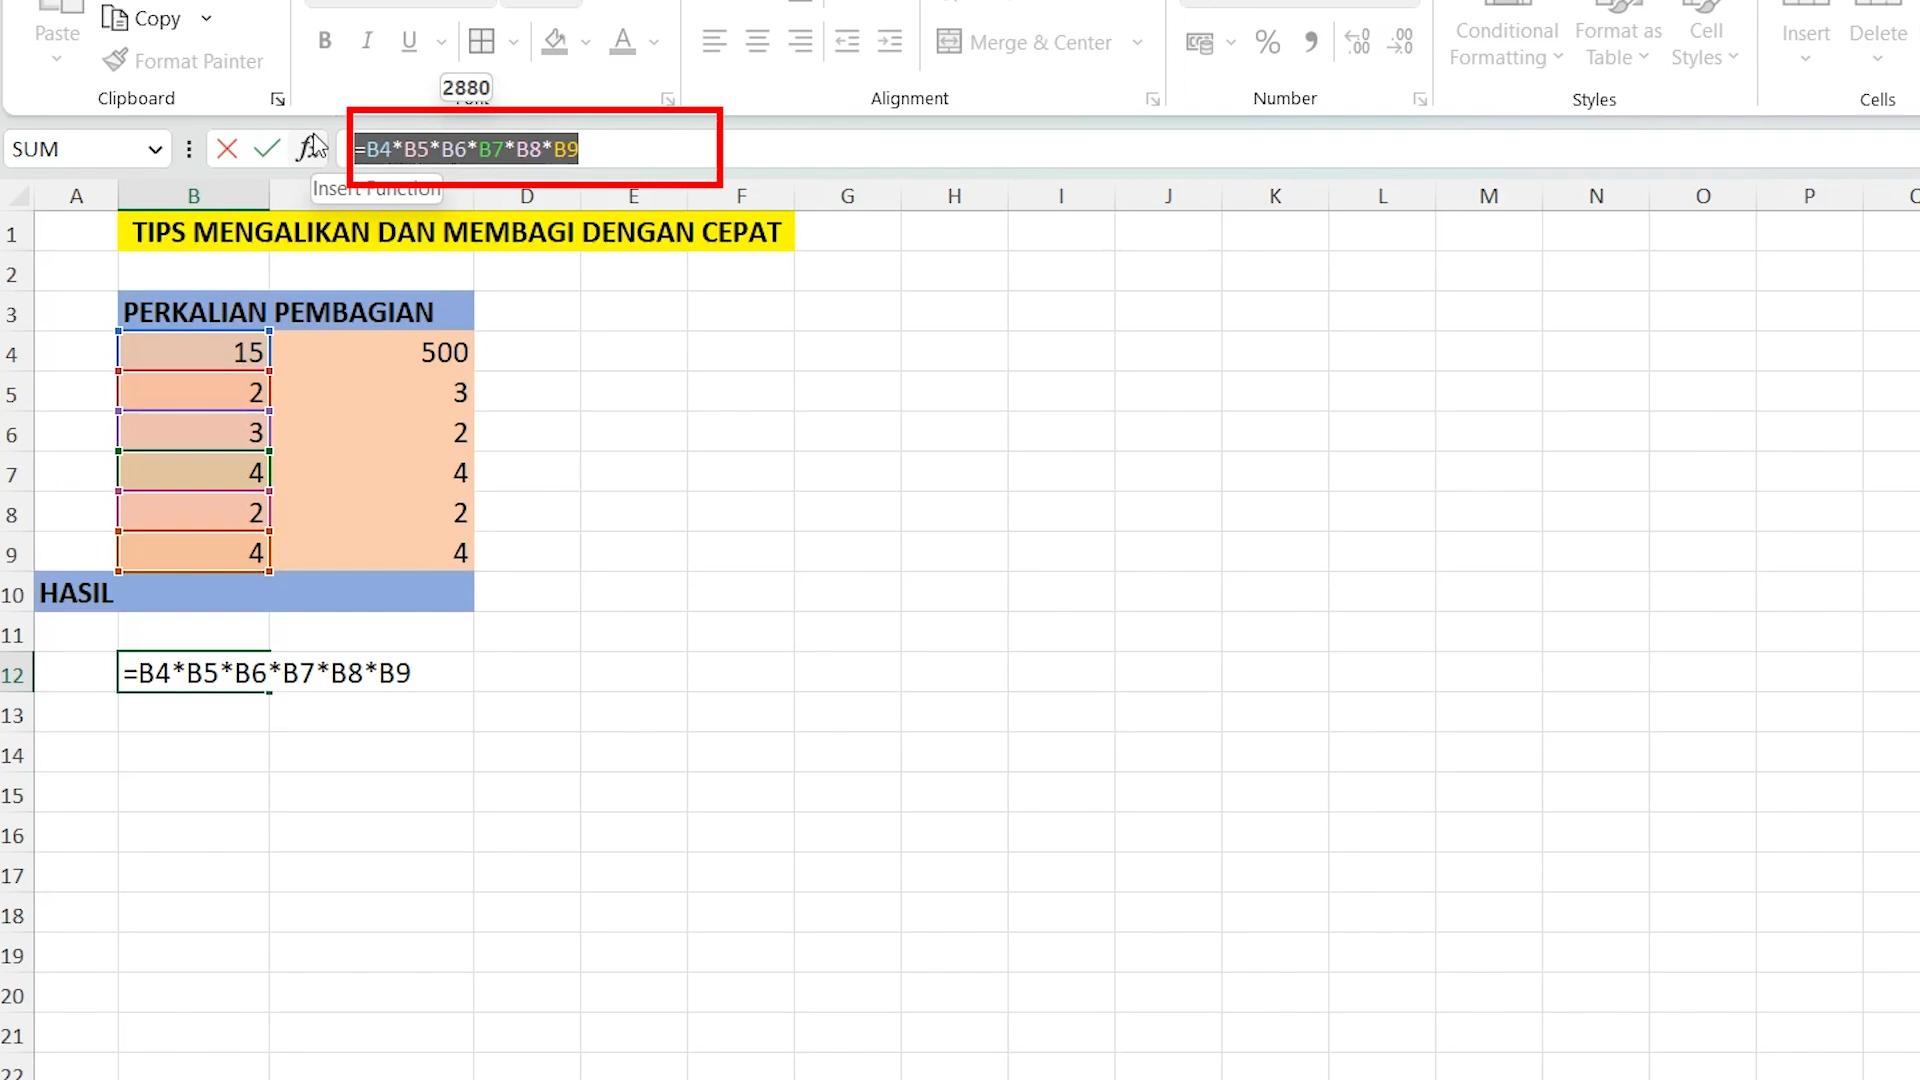 Paste
Copy
Format Painter
Clipboard
B I U
A
2880
Merge & Center
Alignment
% 
Number
Conditional Formatting
Format as Table
Cell Styles
Styles
Insert
Delete
Cells
SUM
fx
=B4*B5*B6*B7*B8*B9
Insert Function
A B D E F G H I J K L M N O P
1 TIPS MENGALIKAN DAN MEMBAGI DENGAN CEPAT
2
3 PERKALIAN PEMBAGIAN
4 15 500
5 2 3
6 3 2
7 4 4
8 2 2
9 4 4
10 HASIL
11
12 =B4*B5*B6*B7*B8*B9
13
14
15
16
17
18
19
20
21
22